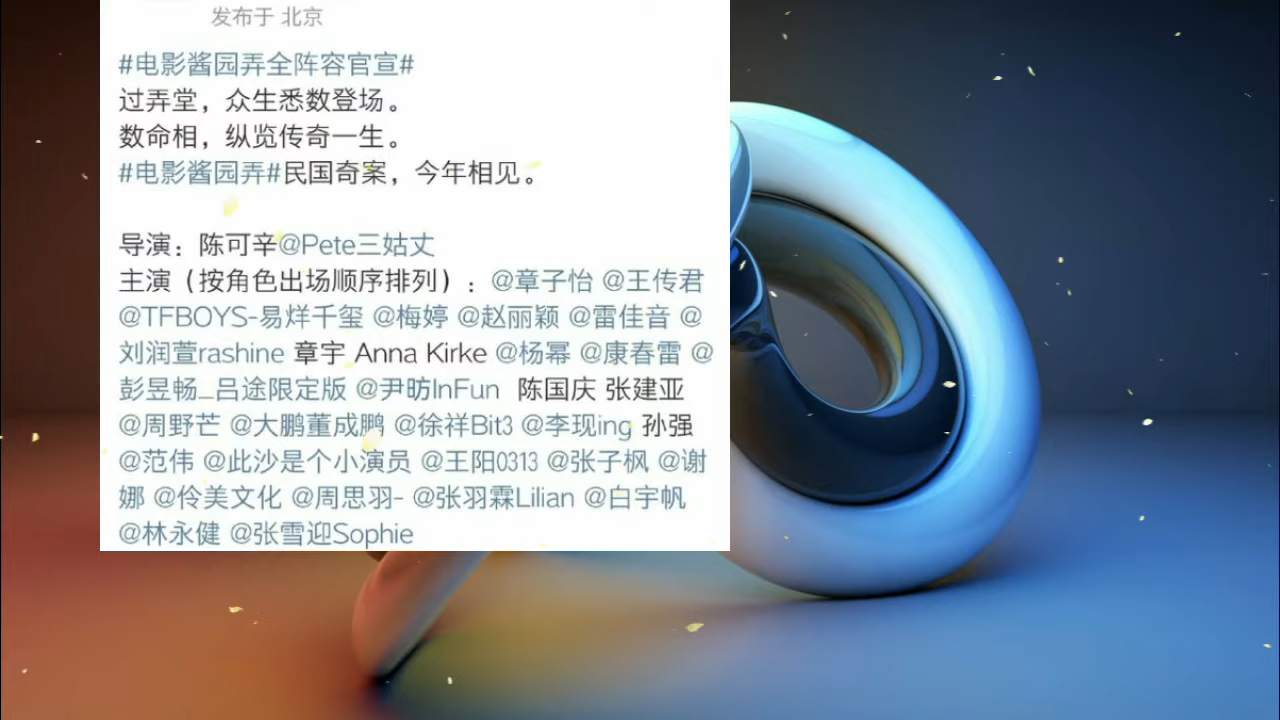 发布于 北京
#电影酱园弄全阵容官宣#
过弄堂，众生悉数登场。
数命相，纵览传奇一生。
#电影酱园弄#民国奇案，今年相见。
导演：陈可辛@Pete三姑丈
主演（按角色出场顺序排列）：@章子怡 @王传君
@TFBOYS-易烊千玺 @梅婷 @赵丽颖 @雷佳音 @
刘润萱rashine 章宇 Anna Kirke @杨幂 @康春雷 @
彭昱畅_吕途限定版 @尹昉InFun 陈国庆 张建亚
@周野芒 @大鹏董成鹏 @徐祥Bit3 @李现ing 孙强
@范伟 @此沙是个小演员 @王阳0313 @张子枫 @谢
娜 @伶美文化 @周思羽- @张羽霖Lilian @白宇帆
@林永健 @张雪迎Sophie